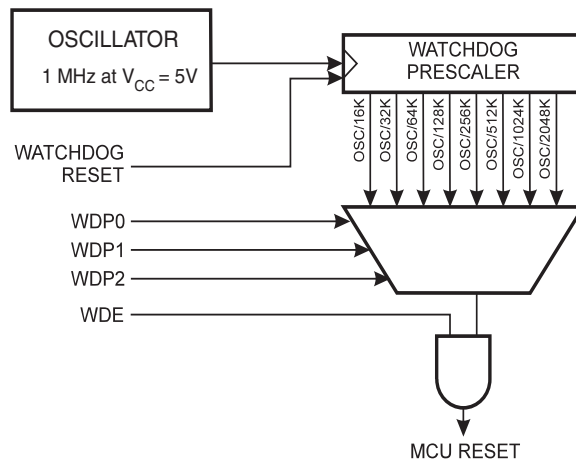 OSCILLATOR
1 MHz at VCC = 5V
WATCHDOG
PRESCALER
OSC/16K
OSC/32K
OSC/64K
OSC/128K
OSC/256K
OSC/512K
OSC/1024K
OSC/2048K
WATCHDOG
RESET
WDP0
WDP1
WDP2
WDE
MCU RESET